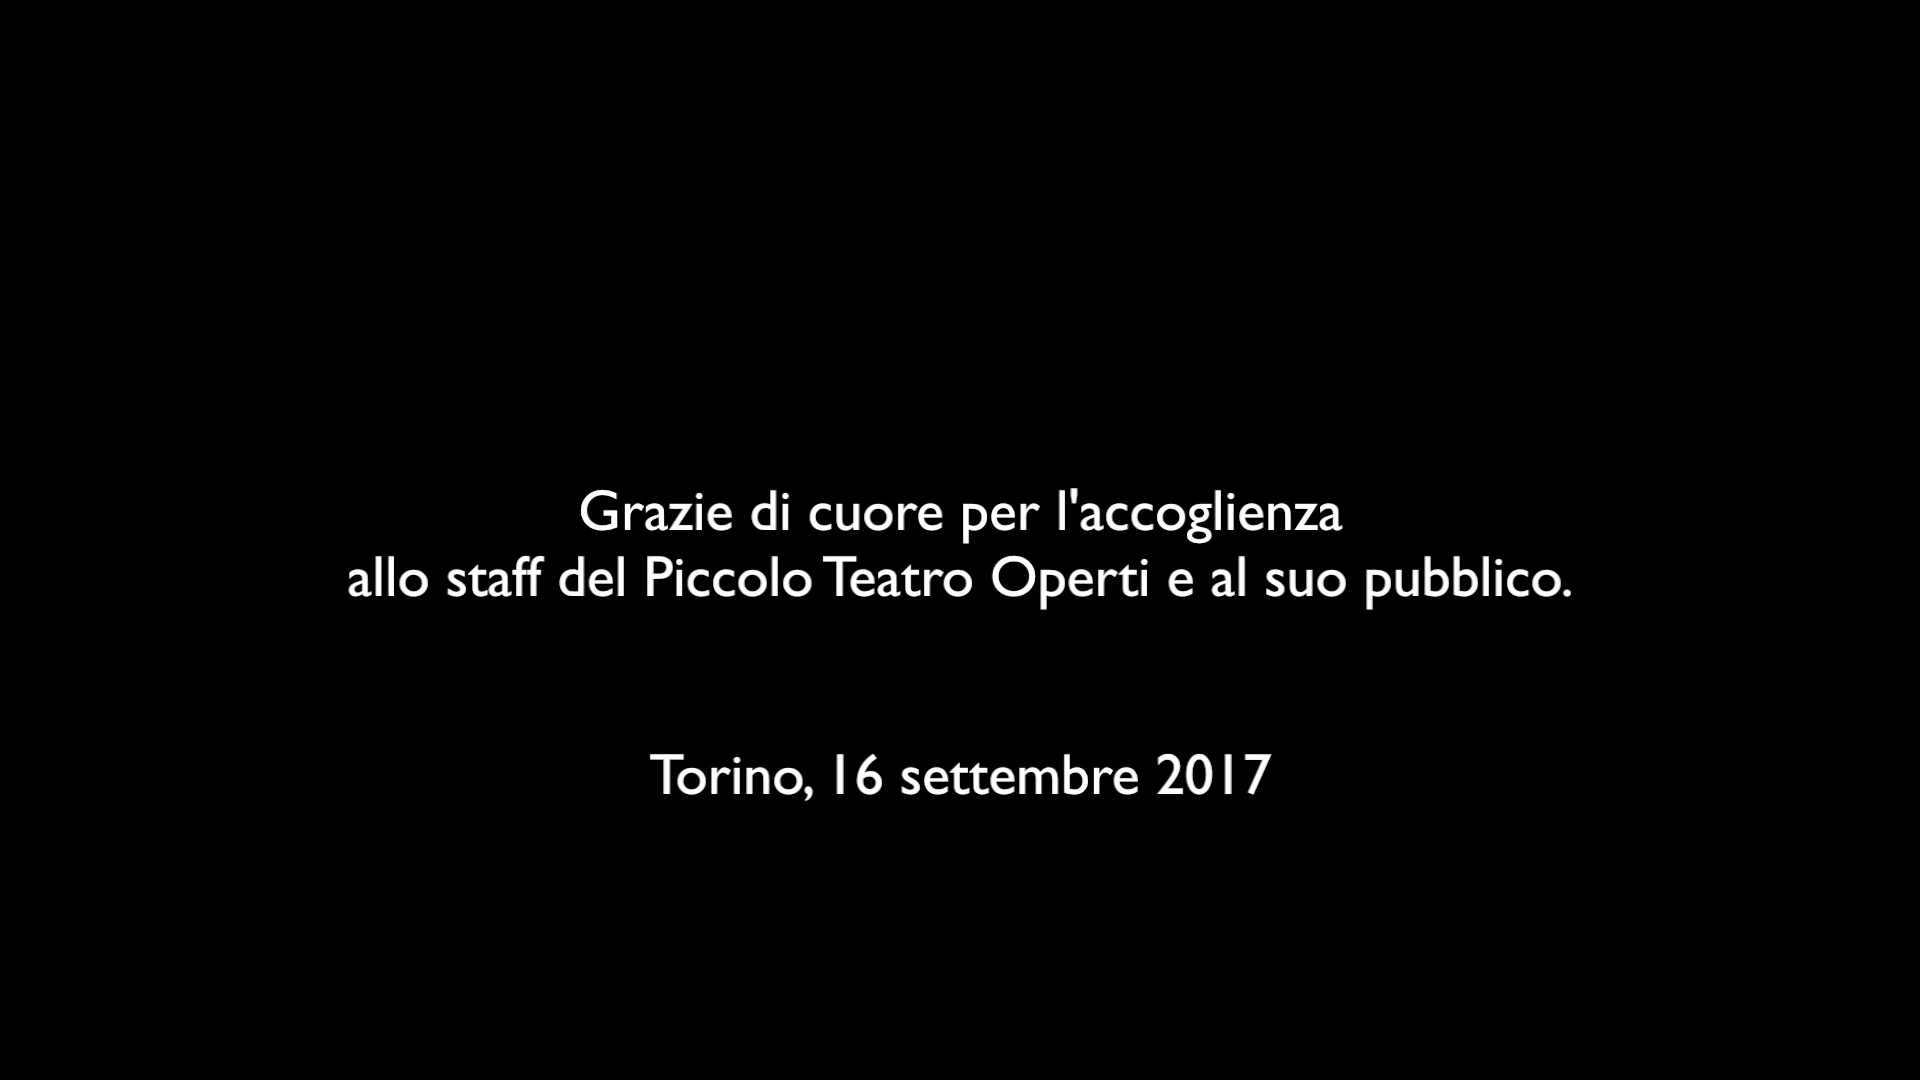 Grazie di cuore per l'accoglienza
allo staff del Piccolo Teatro Operti e al suo pubblico.
Torino, 16 settembre 2017